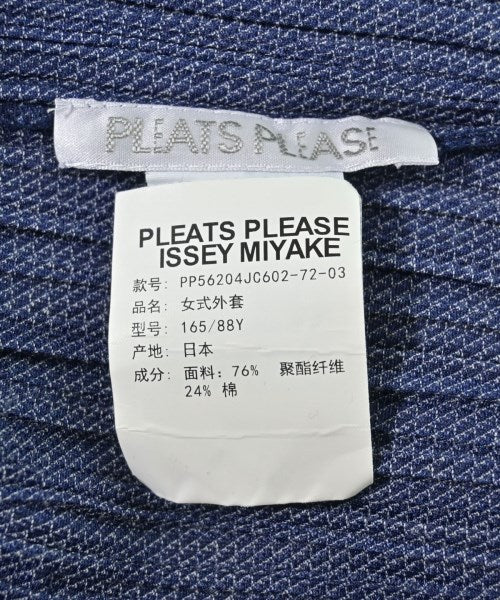 PLEATS PLEASE
PLEATS PLEASE
ISSEY MIYAKE
款号: PP56204JC602-72-03
品名: 女式外套
型号: 165/88Y
产地: 日本
成分: 面料: 76% 聚酯纤维
24% 棉